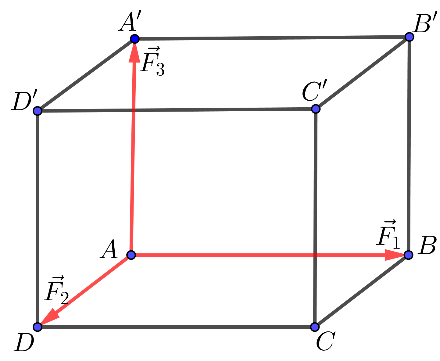 A′ B′
F⃗₃
D′ C′
A F⃗₁ B
F⃗₂
D C